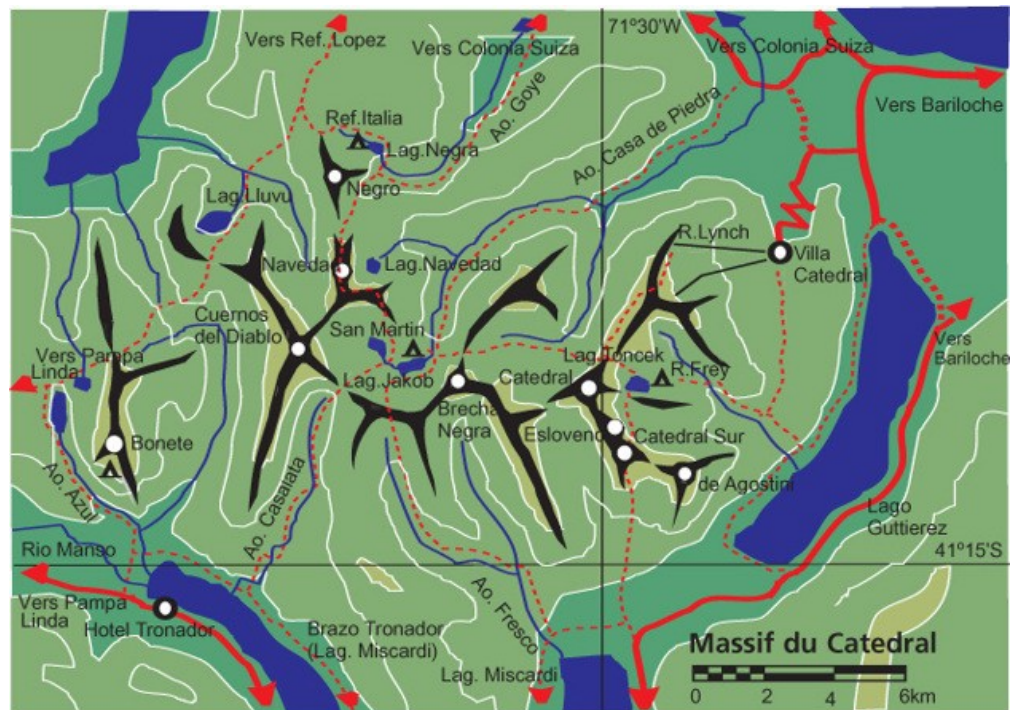 71º30'W
Vers Ref. Lopez
Vers Colonia Suiza
Vers Colonia Suiza
Vers Bariloche
Ref.Italia
Ao. Goye
Lag.Negra
Ao. Casa de Piedra
Negro
Lag.Lluvu
R.Lynch
Villa
Catedral
Naveda
Lag.Navedad
Cuernos
del Diablo
San Martin
Lag.Toncek
Vers
Bariloche
Vers Pampa
Linda
Lag.Jakob
Catedral
R.Frey
Brecha
Negra
Esloveno
Catedral Sur
Bonete
de Agostini
Ao. Azul
Ao. Casalata
Lago
Guttierez
Rio Manso
41º15'S
Vers Pampa
Linda
Hotel Tronador
Brazo Tronador
(Lag. Miscardi)
Ao. Fresco
Lag. Miscardi
Massif du Catedral
0 2 4 6km